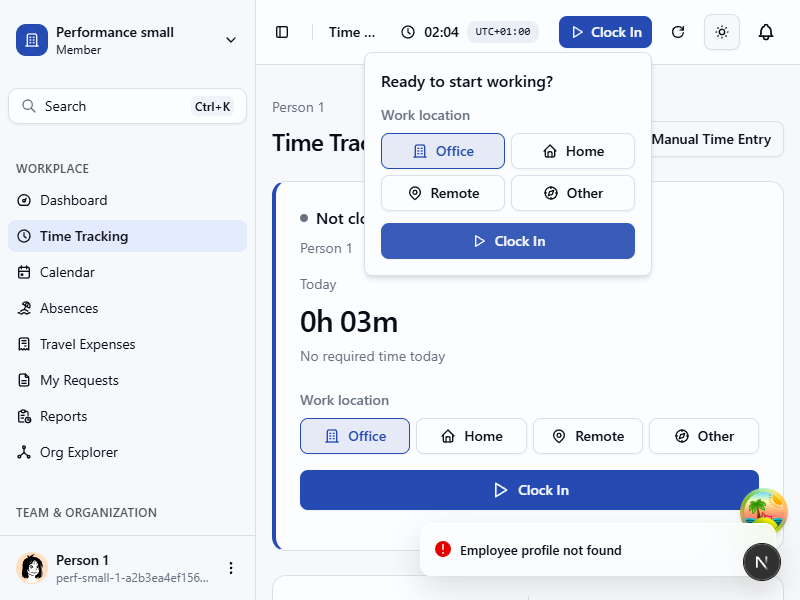 Performance small
Member
Search
Ctrl+K
WORKPLACE
Dashboard
Time Tracking
Calendar
Absences
Travel Expenses
My Requests
Reports
Org Explorer
TEAM & ORGANIZATION
Person 1
perf-small-1-a2b3ea4ef156...
Time ...
02:04
UTC+01:00
Clock In
Ready to start working?
Work location
Office
Home
Remote
Other
Clock In
Person 1
Time Trac
Manual Time Entry
Not clo
Person 1
Today
0h 03m
No required time today
Work location
Office
Home
Remote
Other
Clock In
Employee profile not found
N